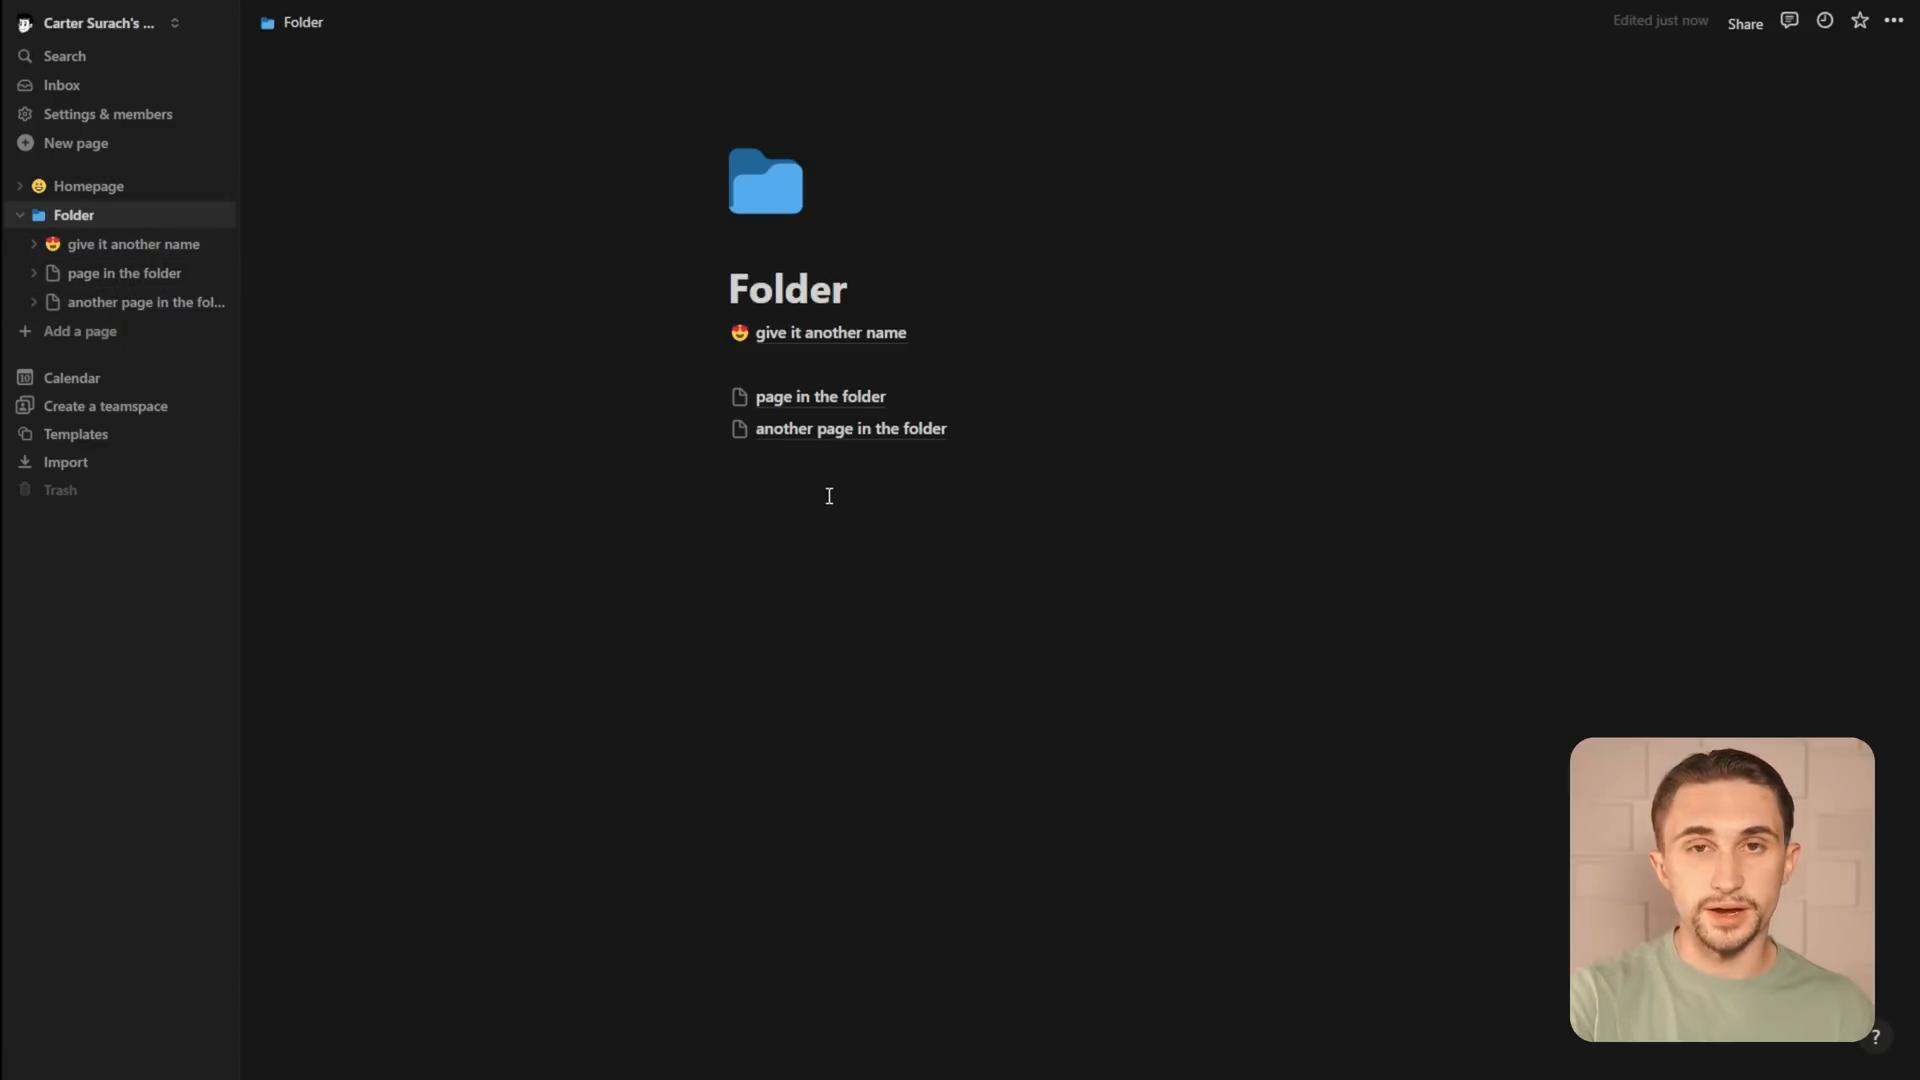 Carter Surach's ...
Search
Inbox
Settings & members
New page
Homepage
Folder
give it another name
page in the folder
another page in the fol...
Add a page
10
Calendar
Create a teamspace
Templates
Import
Trash
Folder
Edited just now
Share
Folder
give it another name
page in the folder
another page in the folder
?